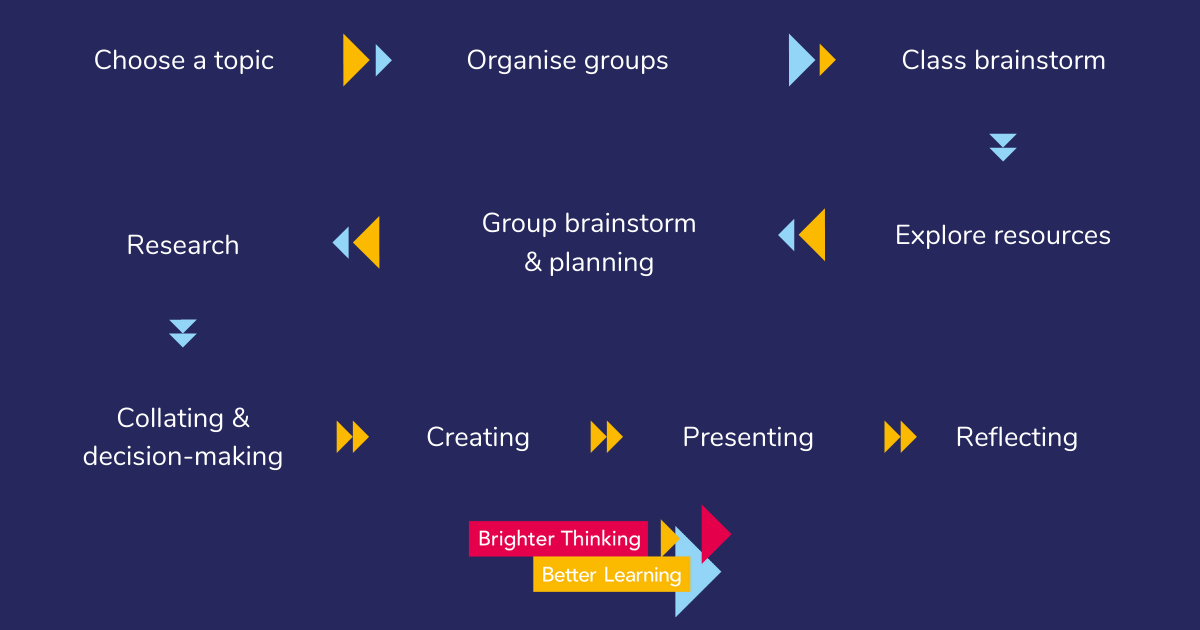 Choose a topic
Organise groups
Class brainstorm
Explore resources
Group brainstorm
& planning
Research
Collating &
decision-making
Creating
Presenting
Reflecting
Brighter Thinking
Better Learning